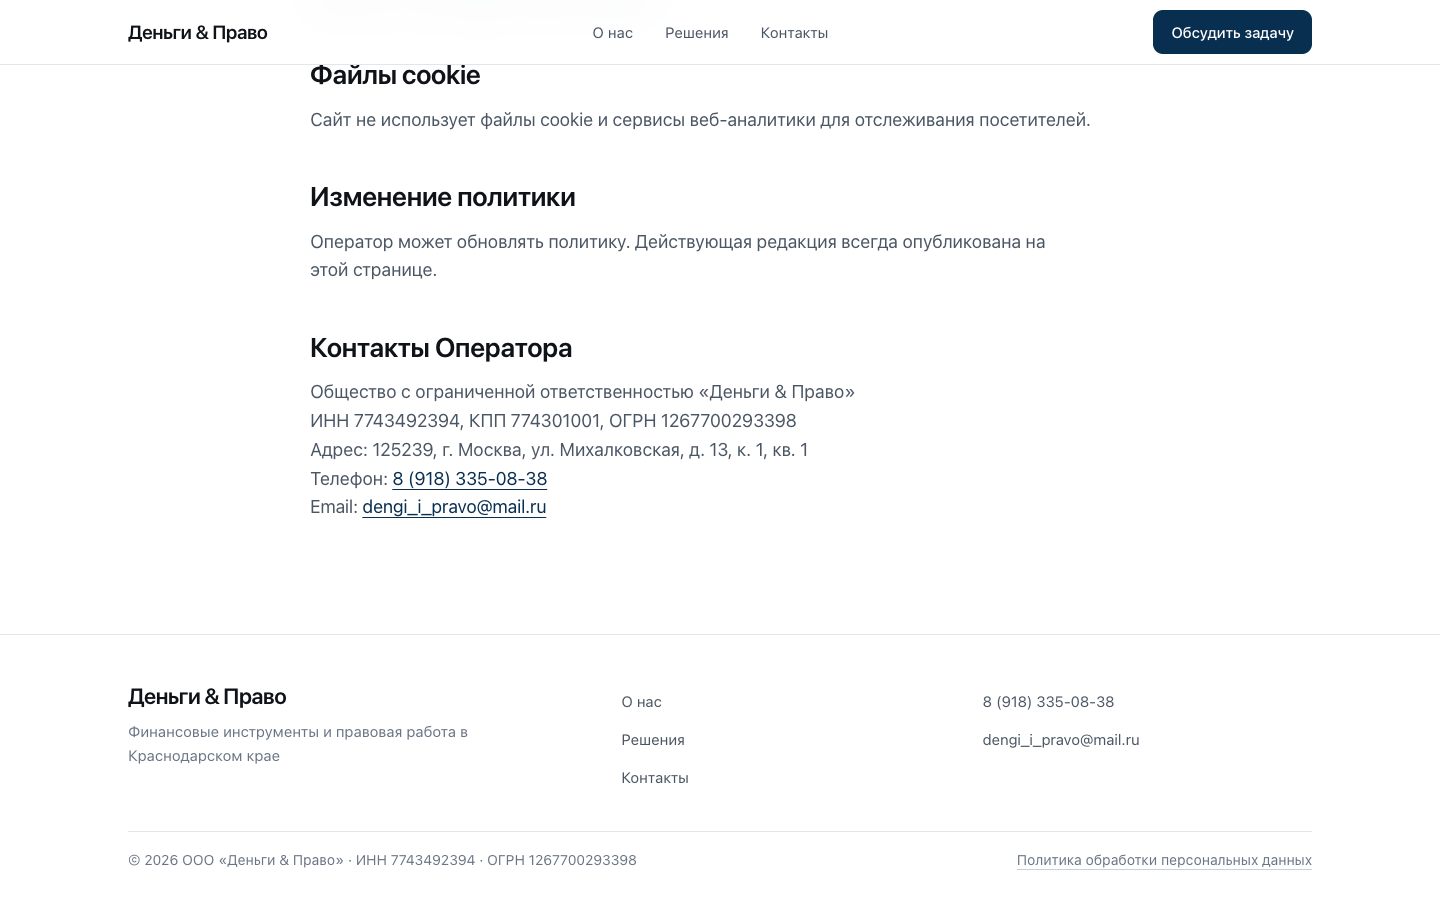 Деньги & Право
О нас
Решения
Контакты
Обсудить задачу
Файлы cookie
Сайт не использует файлы cookie и сервисы веб-аналитики для отслеживания посетителей.
Изменение политики
Оператор может обновлять политику. Действующая редакция всегда опубликована на
этой странице.
Контакты Оператора
Общество с ограниченной ответственностью «Деньги & Право»
ИНН 7743492394, КПП 774301001, ОГРН 1267700293398
Адрес: 125239, г. Москва, ул. Михалковская, д. 13, к. 1, кв. 1
Телефон: 8 (918) 335-08-38
Email: dengi_i_pravo@mail.ru
Деньги & Право
Финансовые инструменты и правовая работа в
Краснодарском крае
О нас
Решения
Контакты
8 (918) 335-08-38
dengi_i_pravo@mail.ru
© 2026 ООО «Деньги & Право» · ИНН 7743492394 · ОГРН 1267700293398
Политика обработки персональных данных